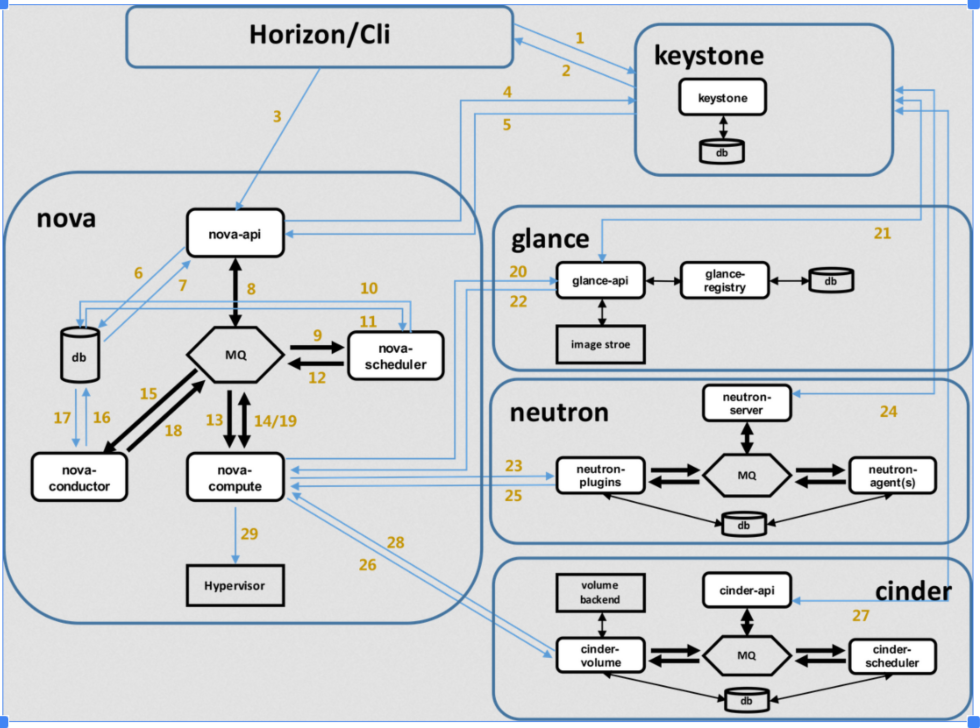 Horizon/Cli
1
2
keystone
keystone
db
3
4
5
nova
nova-api
6
7
8
10
11
db
MQ
9
12
nova-
scheduler
15
18
13
14/19
17
16
nova-
conductor
nova-
compute
29
Hypervisor
28
26
20
22
23
25
21
glance
glance-api
glance-
registry
db
image stroe
neutron
neutron-
server
24
neutron-
plugins
MQ
neutron-
agent(s)
db
cinder
volume
backend
cinder-api
27
cinder-
volume
MQ
cinder-
scheduler
db